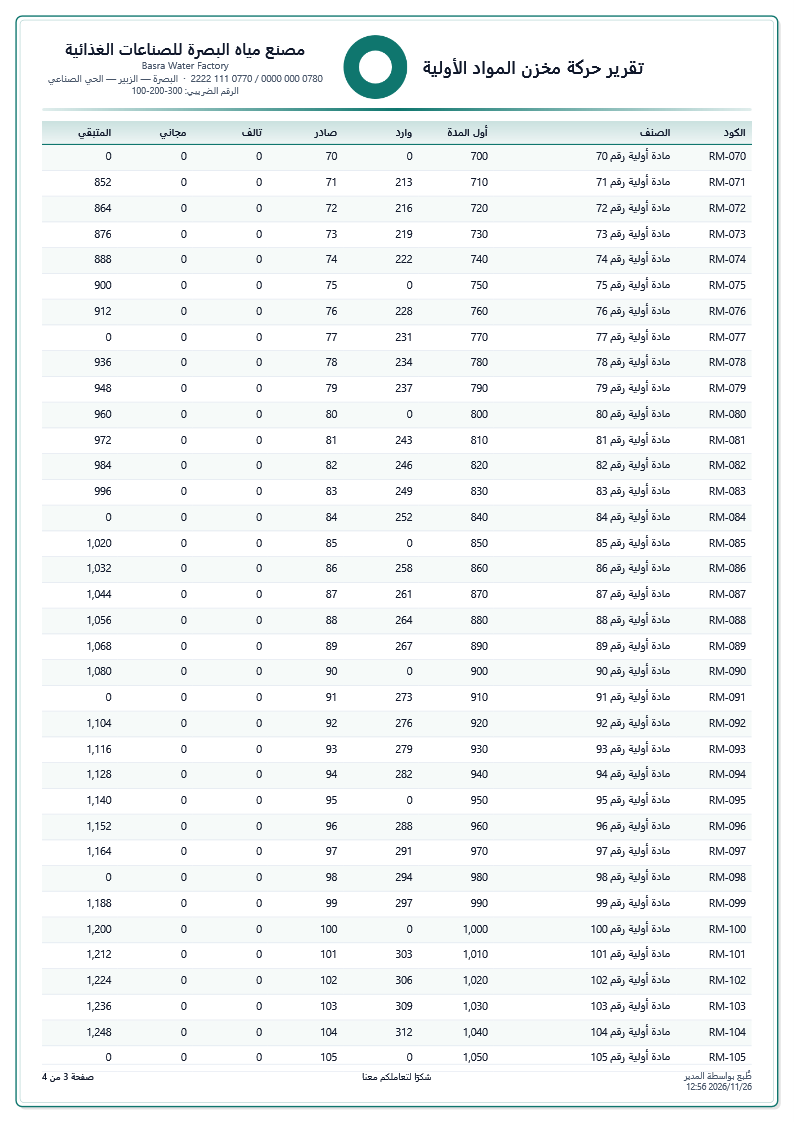 تقرير حركة مخزن المواد الأولية
مصنع مياه البصرة للصناعات الغذائية
Basra Water Factory
0780 000 0000 / 0770 111 2222 · البصرة — الزبير — الحي الصناعي
الرقم الضريبي: 300-200-100
الكود الصنف أول المدة وارد صادر تالف مجاني المتبقي
RM-070 مادة أولية رقم 70 700 0 70 0 0 0
RM-071 مادة أولية رقم 71 710 213 71 0 0 852
RM-072 مادة أولية رقم 72 720 216 72 0 0 864
RM-073 مادة أولية رقم 73 730 219 73 0 0 876
RM-074 مادة أولية رقم 74 740 222 74 0 0 888
RM-075 مادة أولية رقم 75 750 0 75 0 0 900
RM-076 مادة أولية رقم 76 760 228 76 0 0 912
RM-077 مادة أولية رقم 77 770 231 77 0 0 0
RM-078 مادة أولية رقم 78 780 234 78 0 0 936
RM-079 مادة أولية رقم 79 790 237 79 0 0 948
RM-080 مادة أولية رقم 80 800 0 80 0 0 960
RM-081 مادة أولية رقم 81 810 243 81 0 0 972
RM-082 مادة أولية رقم 82 820 246 82 0 0 984
RM-083 مادة أولية رقم 83 830 249 83 0 0 996
RM-084 مادة أولية رقم 84 840 252 84 0 0 0
RM-085 مادة أولية رقم 85 850 0 85 0 0 1,020
RM-086 مادة أولية رقم 86 860 258 86 0 0 1,032
RM-087 مادة أولية رقم 87 870 261 87 0 0 1,044
RM-088 مادة أولية رقم 88 880 264 88 0 0 1,056
RM-089 مادة أولية رقم 89 890 267 89 0 0 1,068
RM-090 مادة أولية رقم 90 900 0 90 0 0 1,080
RM-091 مادة أولية رقم 91 910 273 91 0 0 0
RM-092 مادة أولية رقم 92 920 276 92 0 0 1,104
RM-093 مادة أولية رقم 93 930 279 93 0 0 1,116
RM-094 مادة أولية رقم 94 940 282 94 0 0 1,128
RM-095 مادة أولية رقم 95 950 0 95 0 0 1,140
RM-096 مادة أولية رقم 96 960 288 96 0 0 1,152
RM-097 مادة أولية رقم 97 970 291 97 0 0 1,164
RM-098 مادة أولية رقم 98 980 294 98 0 0 0
RM-099 مادة أولية رقم 99 990 297 99 0 0 1,188
RM-100 مادة أولية رقم 100 1,000 0 100 0 0 1,200
RM-101 مادة أولية رقم 101 1,010 303 101 0 0 1,212
RM-102 مادة أولية رقم 102 1,020 306 102 0 0 1,224
RM-103 مادة أولية رقم 103 1,030 309 103 0 0 1,236
RM-104 مادة أولية رقم 104 1,040 312 104 0 0 1,248
RM-105 مادة أولية رقم 105 1,050 0 105 0 0 0
طُبع بواسطة المدير شكرًا لتعاملكم معنا صفحة 3 من 4
2026/11/26 12:56